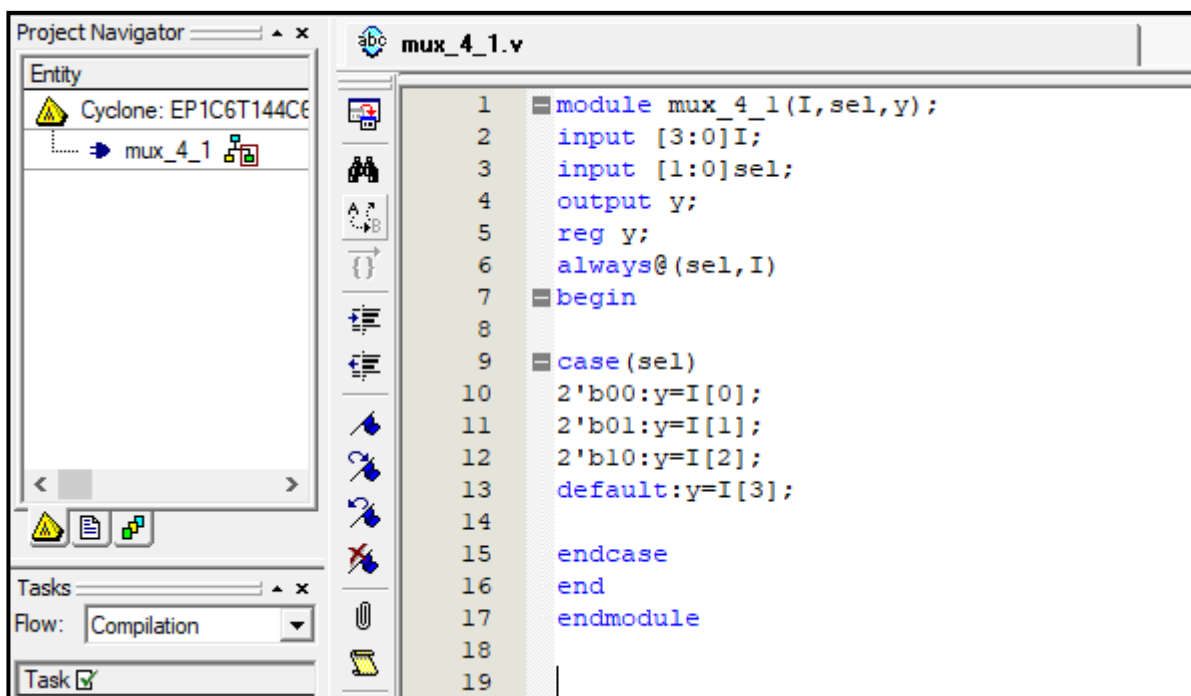 Project Navigator
Entity
Cyclone: EP1C6T144C6
mux_4_1
Tasks
Flow: Compilation
Task
abc mux_4_1.v
A B
{}
1 module mux_4_1(I,sel,y);
2 input [3:0]I;
3 input [1:0]sel;
4 output y;
5 reg y;
6 always@(sel,I)
7 begin
8
9 case(sel)
10 2'b00:y=I[0];
11 2'b01:y=I[1];
12 2'b10:y=I[2];
13 default:y=I[3];
14
15 endcase
16 end
17 endmodule
18
19